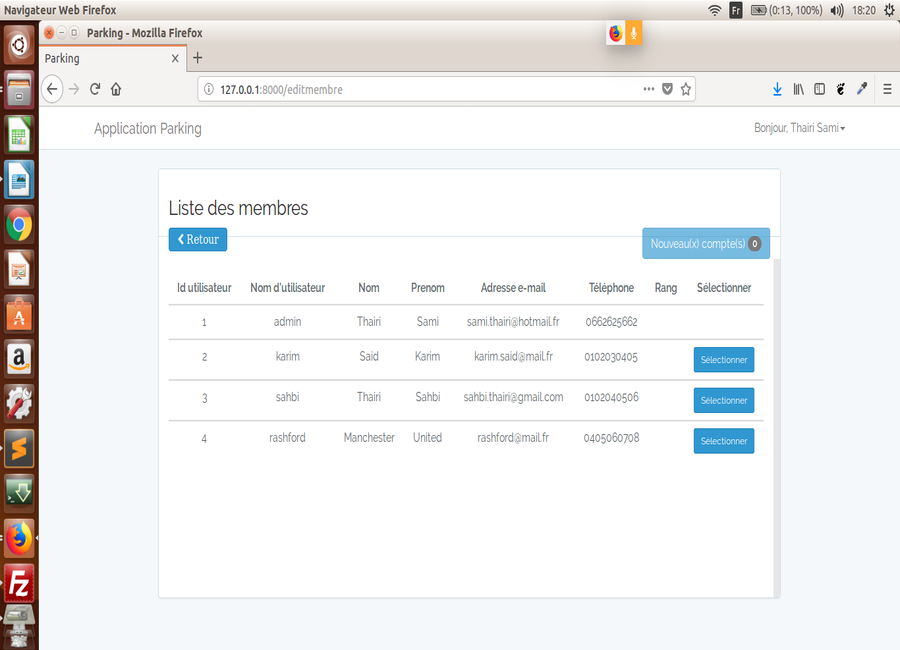 Navigateur Web Firefox Fr (0:13, 100%) 18:20
Parking - Mozilla Firefox
Parking
127.0.0.1:8000/editmembre
Application Parking Bonjour, Thairi Sami
Liste des membres
Retour Nouveau(x) compte(s) 0
Id utilisateur Nom d'utilisateur Nom Prenom Adresse e-mail Téléphone Rang Sélectionner
1 admin Thairi Sami sami.thairi@hotmail.fr 0662625662
2 karim Said Karim karim.said@mail.fr 0102030405 Sélectionner
3 sahbi Thairi Sahbi sahbi.thairi@gmail.com 0102040506 Sélectionner
4 rashford Manchester United rashford@mail.fr 0405060708 Sélectionner